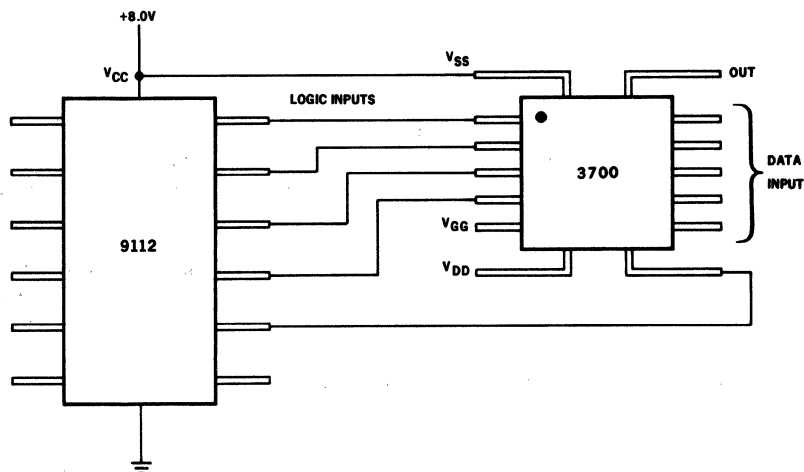 +8.0V
VCC
VSS
OUT
LOGIC INPUTS
3700
DATA
INPUT
VGG
9112
VDD